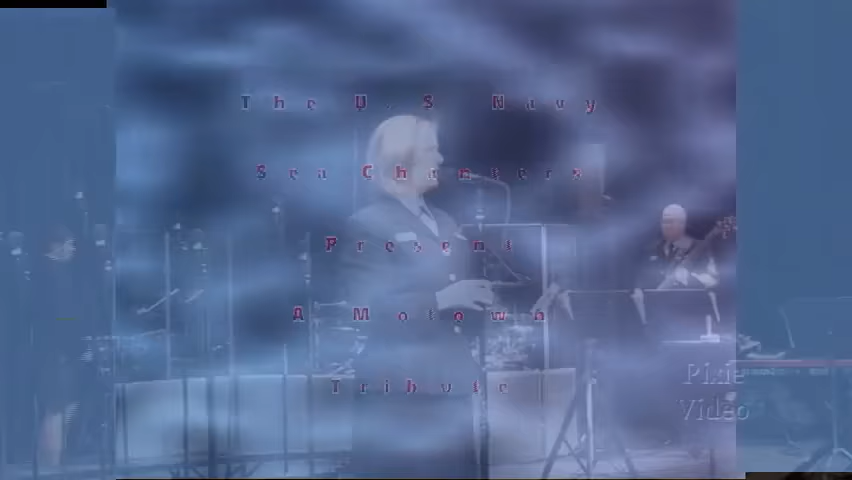 The U.S Navy
Sea Chanters
Present
A Motown
Tribute
Pixie
Video